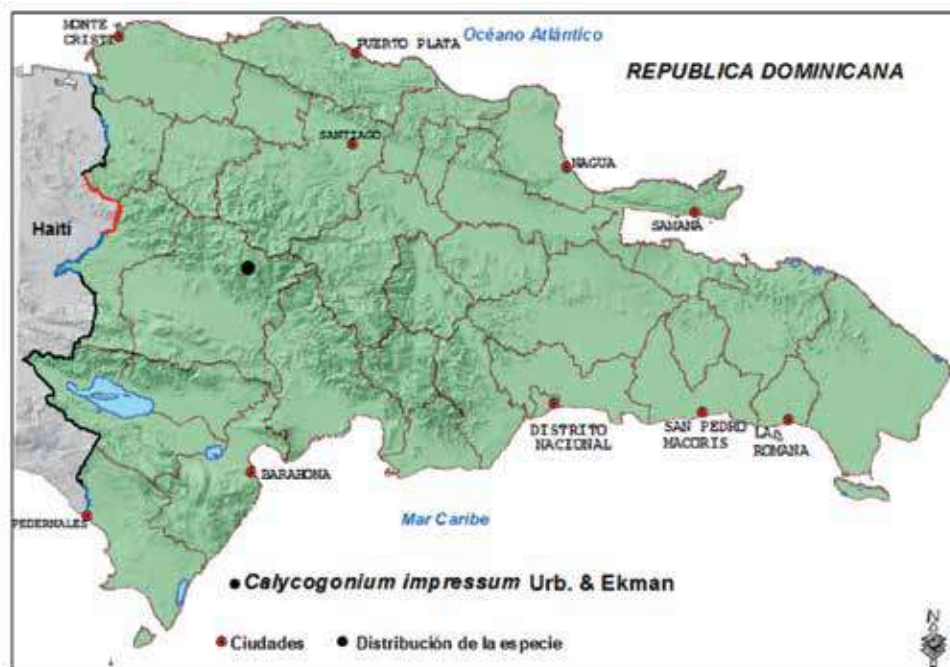 MONTE
CRISTI
PUERTO PLATA
Océano Atlántico
REPUBLICA DOMINICANA
SANTIAGO
NAGUA
SAMANÁ
Haití
DISTRITO
NACIONAL
SAN PEDRO
MACORIS
LA
ROMANA
BARAHONA
PEDERNALES
Mar Caribe
Calycogonium impressum Urb. & Ekman
Ciudades
Distribución de la especie
N